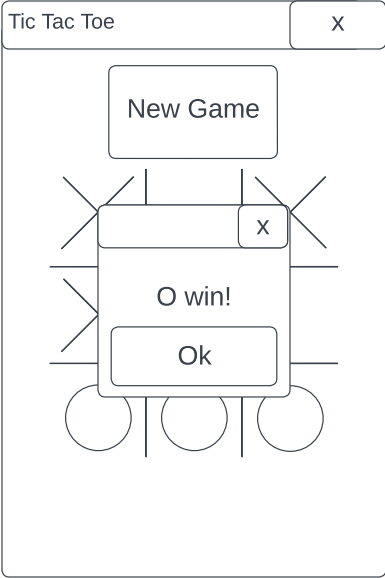 Tic Tac Toe
x
New Game
x
O win!
Ok